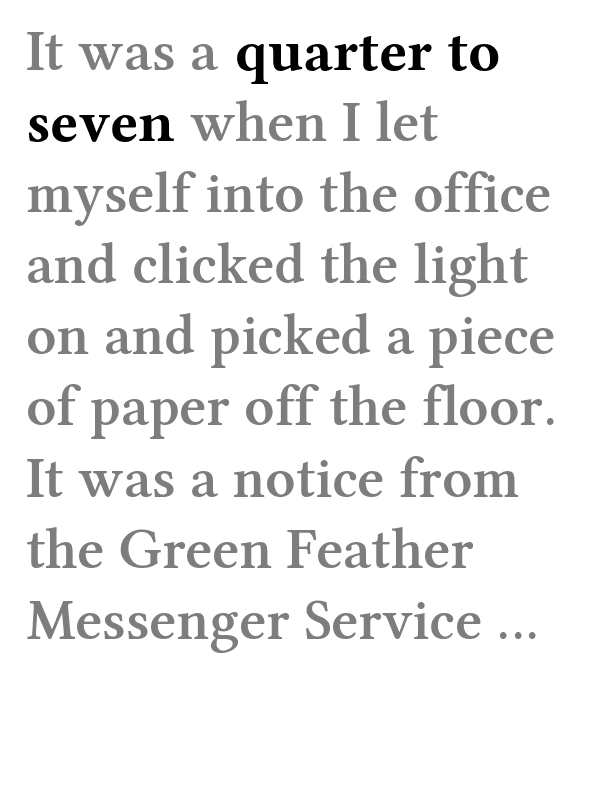 It was a quarter to
seven when I let
myself into the office
and clicked the light
on and picked a piece
of paper off the floor.
It was a notice from
the Green Feather
Messenger Service ...